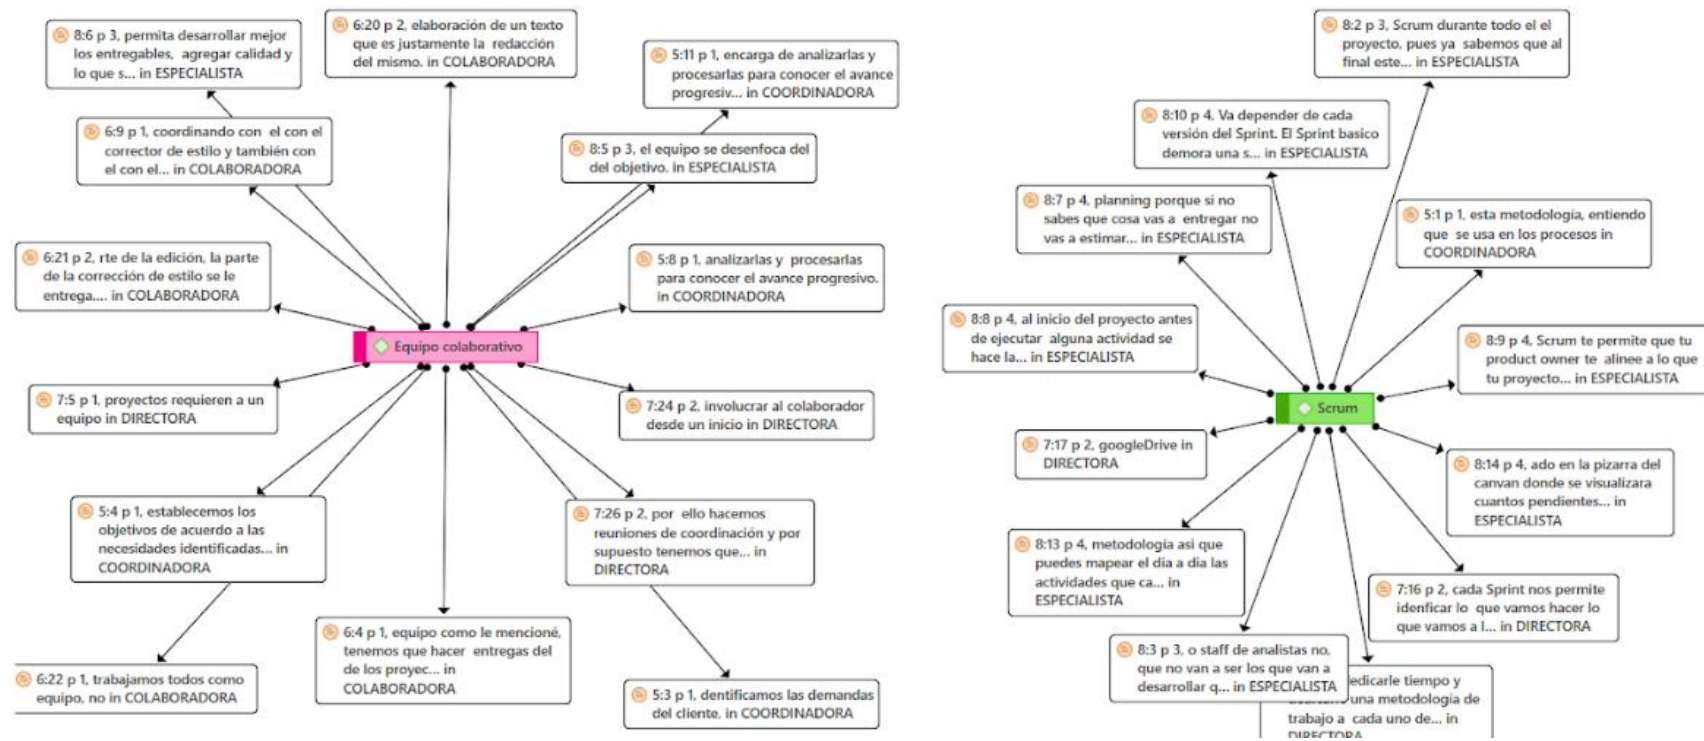 8:6 p 3, permita desarrollar mejor
los entregables, agregar calidad y
lo que s... in ESPECIALISTA
6:20 p 2, elaboración de un texto
que es justamente la redacción
del mismo. in COLABORADORA
5:11 p 1, encarga de analizarlas y
procesarlas para conocer el avance
progresiv... in COORDINADORA
6:9 p 1, coordinando con el con el
corrector de estilo y también con
el con el... in COLABORADORA
8:5 p 3, el equipo se desenfoca del
del objetivo. in ESPECIALISTA
6:21 p 2, rte de la edición, la parte
de la corrección de estilo se le
entrega.... in COLABORADORA
5:8 p 1, analizarlas y procesarlas
para conocer el avance progresivo.
in COORDINADORA
Equipo colaborativo
7:5 p 1, proyectos requieren a un
equipo in DIRECTORA
7:24 p 2, involucrar al colaborador
desde un inicio in DIRECTORA
5:4 p 1, establecemos los
objetivos de acuerdo a las
necesidades identificadas... in
COORDINADORA
7:26 p 2, por ello hacemos
reuniones de coordinación y por
supuesto tenemos que... in
DIRECTORA
6:4 p 1, equipo como le mencioné,
tenemos que hacer entregas del
de los proyec... in
COLABORADORA
6:22 p 1, trabajamos todos como
equipo, no in COLABORADORA
5:3 p 1, dentificamos las demandas
del cliente. in COORDINADORA
8:2 p 3, Scrum durante todo el el
proyecto, pues ya sabemos que al
final este... in ESPECIALISTA
8:10 p 4, Va depender de cada
versión del Sprint. El Sprint basico
demora una s... in ESPECIALISTA
8:7 p 4, planning porque si no
sabes que cosa vas a entregar no
vas a estimar... in ESPECIALISTA
5:1 p 1, esta metodología, entiendo
que se usa en los procesos in
COORDINADORA
8:8 p 4, al inicio del proyecto antes
de ejecutar alguna actividad se
hace la... in ESPECIALISTA
8:9 p 4, Scrum te permite que tu
product owner te alinee a lo que
tu proyecto... in ESPECIALISTA
Scrum
7:17 p 2, googleDrive in
DIRECTORA
8:14 p 4, ado en la pizarra del
canvan donde se visualizara
cuantos pendientes... in
ESPECIALISTA
8:13 p 4, metodología asi que
puedes mapear el dia a dia las
actividades que ca... in
ESPECIALISTA
7:16 p 2, cada Sprint nos permite
idenficar lo que vamos hacer lo
que vamos a l... in DIRECTORA
8:3 p 3, o staff de analistas no,
que no van a ser los que van a
desarrollar q... in ESPECIALISTA
edicarle tiempo y
una metodología de
trabajo a cada uno de... in
DIRECTORA